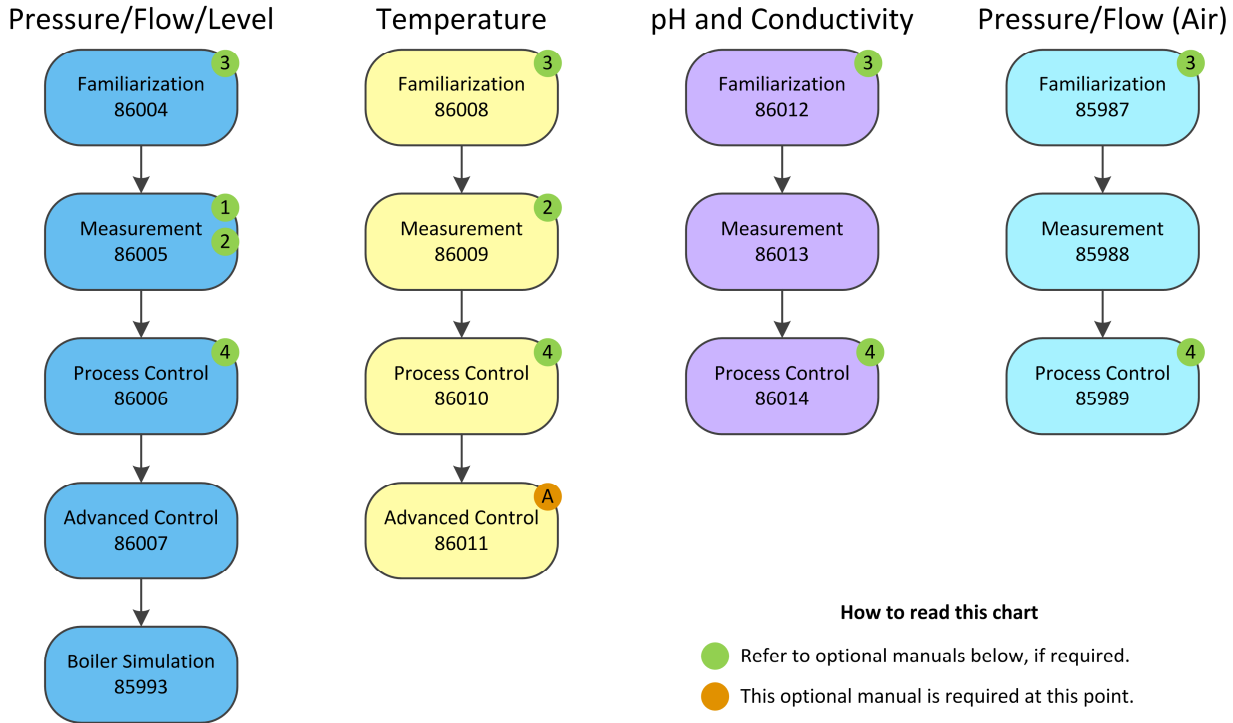 Pressure/Flow/Level
Familiarization
86004
3
Measurement
86005
1
2
Process Control
86006
4
Advanced Control
86007
Boiler Simulation
85993
Temperature
Familiarization
86008
3
Measurement
86009
2
Process Control
86010
4
Advanced Control
86011
A
pH and Conductivity
Familiarization
86012
3
Measurement
86013
Process Control
86014
4
Pressure/Flow (Air)
Familiarization
85987
3
Measurement
85988
Process Control
85989
4
How to read this chart
Refer to optional manuals below, if required.
This optional manual is required at this point.